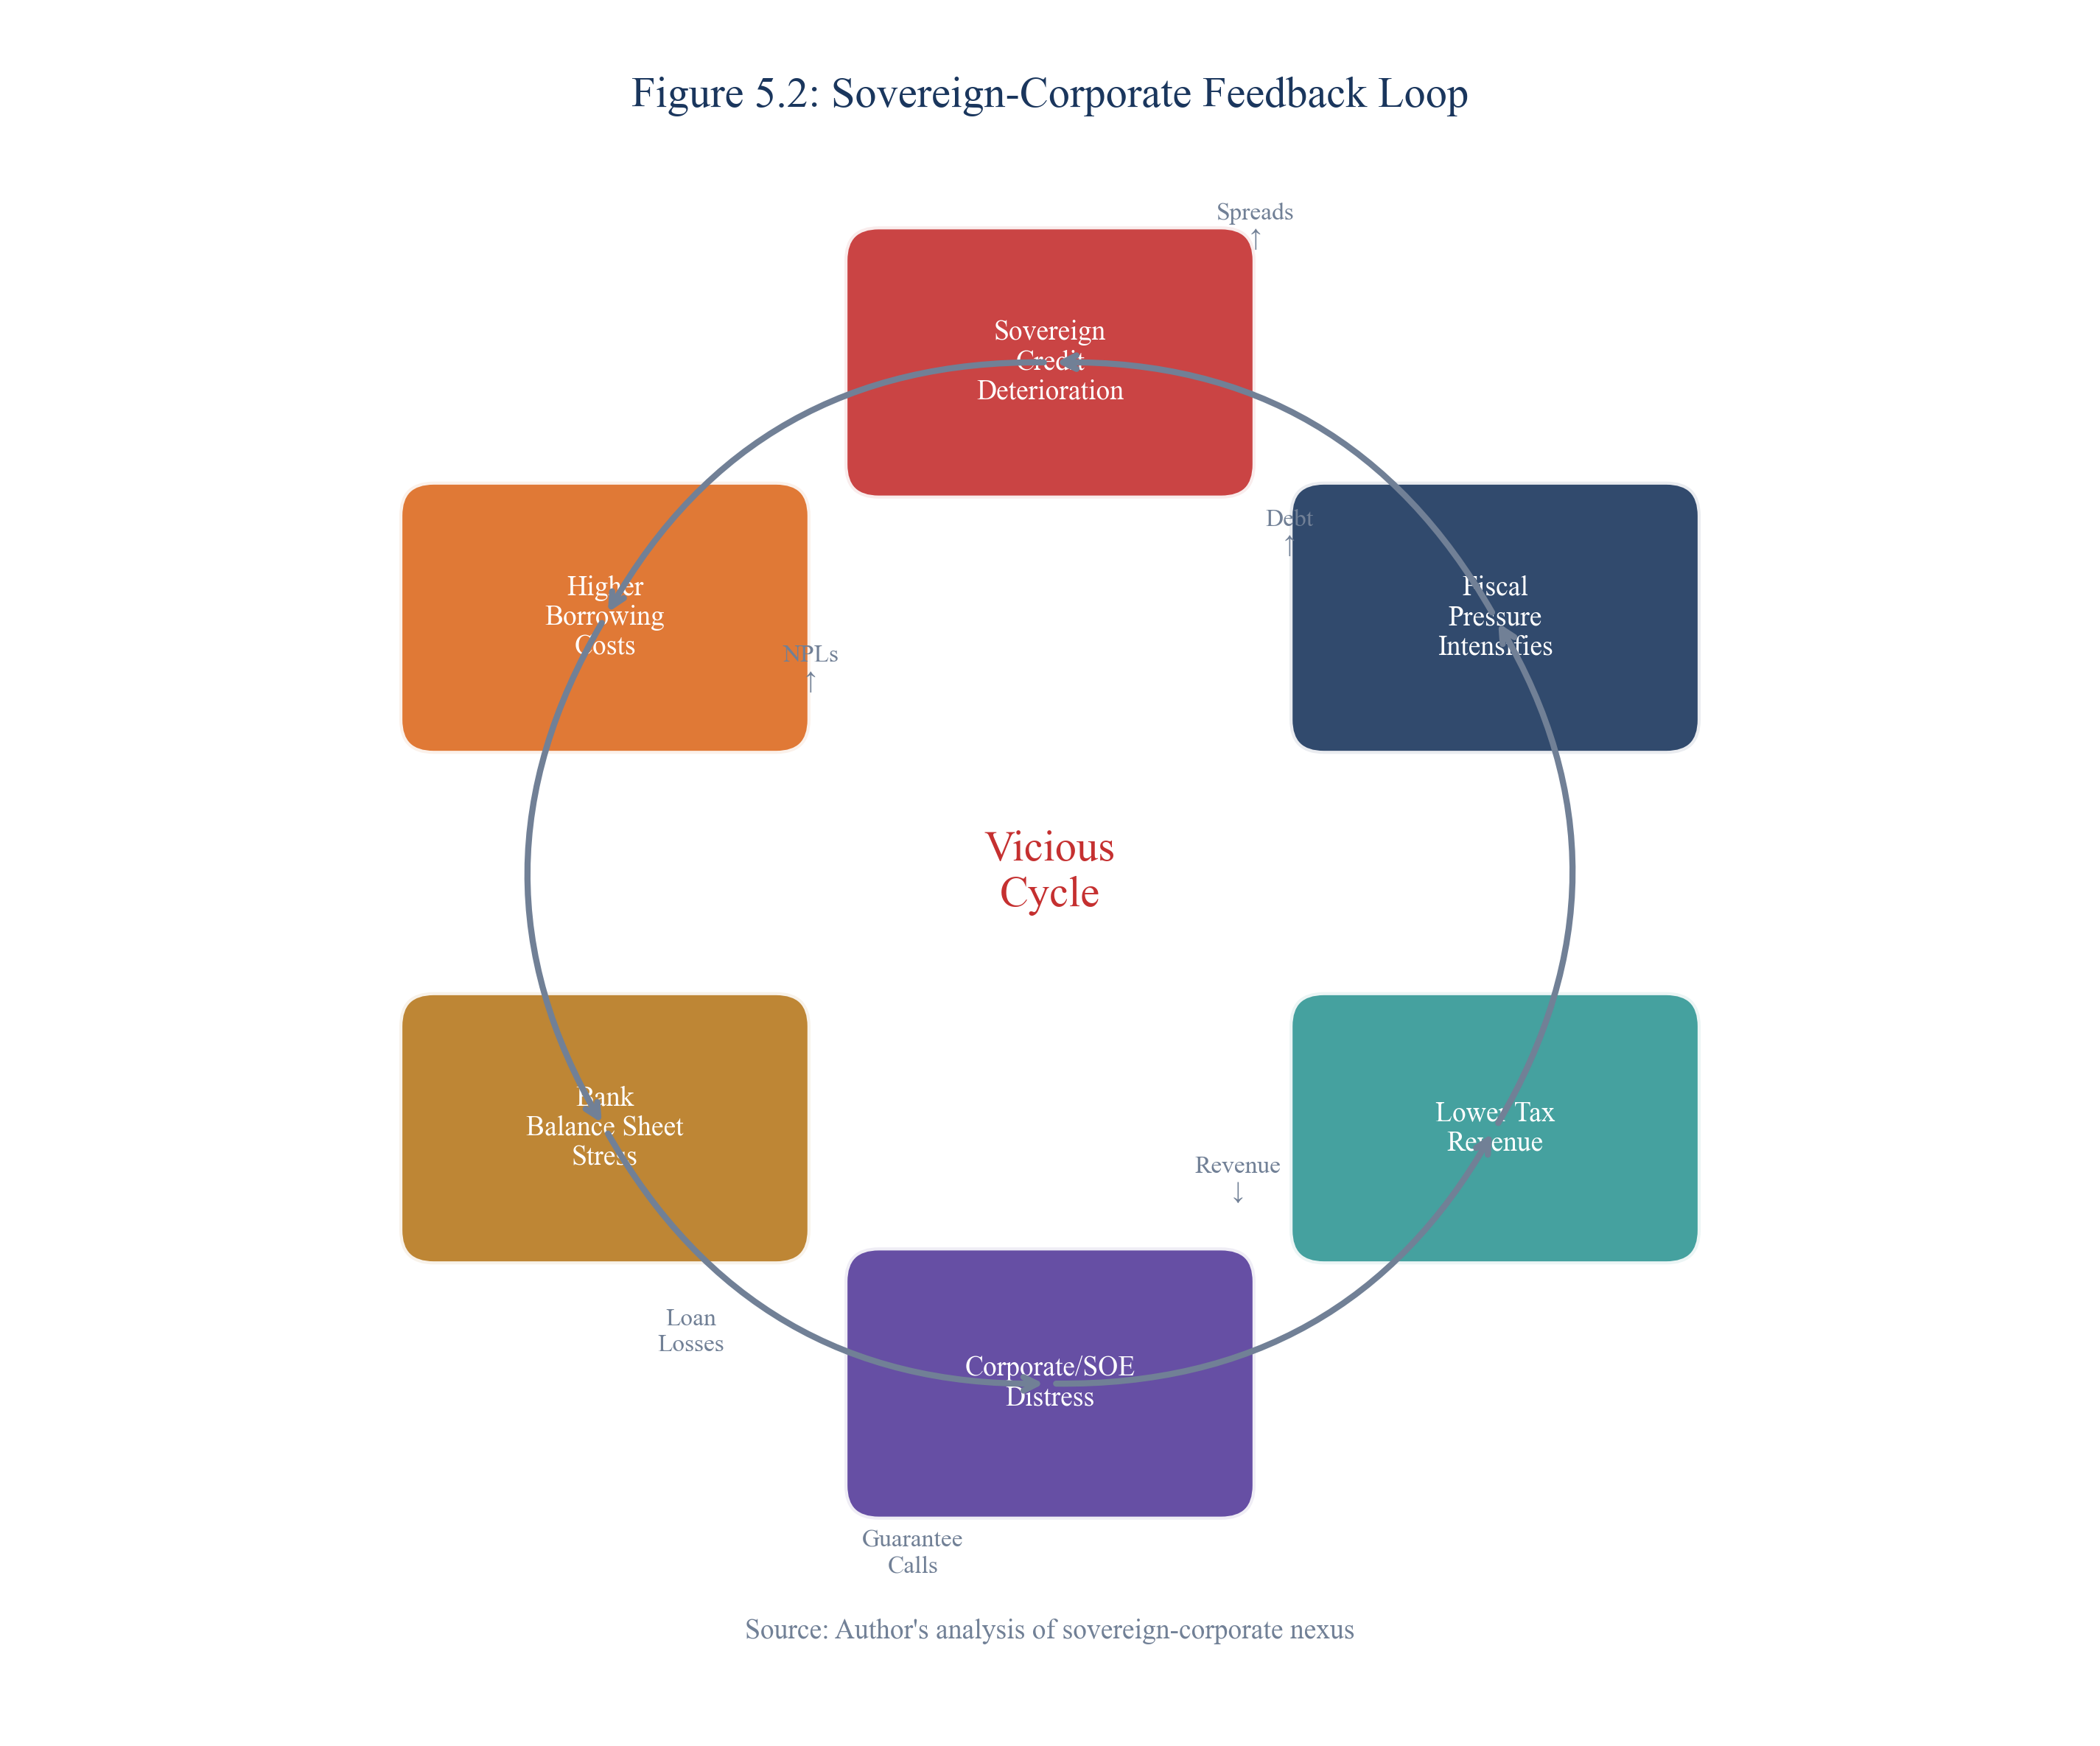 Figure 5.2: Sovereign-Corporate Feedback Loop
Spreads
↑
Sovereign
Credit
Deterioration
Debt
↑
Higher
Borrowing
Costs
Fiscal
Pressure
Intensifies
NPLs
↑
Vicious
Cycle
Bank
Balance Sheet
Stress
Lower Tax
Revenue
Revenue
↓
Loan
Losses
Corporate/SOE
Distress
Guarantee
Calls
Source: Author's analysis of sovereign-corporate nexus